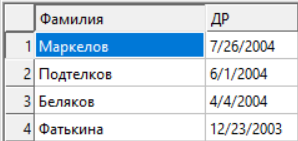 Фамилия ДР
1 Маркелов 7/26/2004
2 Подтелков 6/1/2004
3 Беляков 4/4/2004
4 Фатькина 12/23/2003